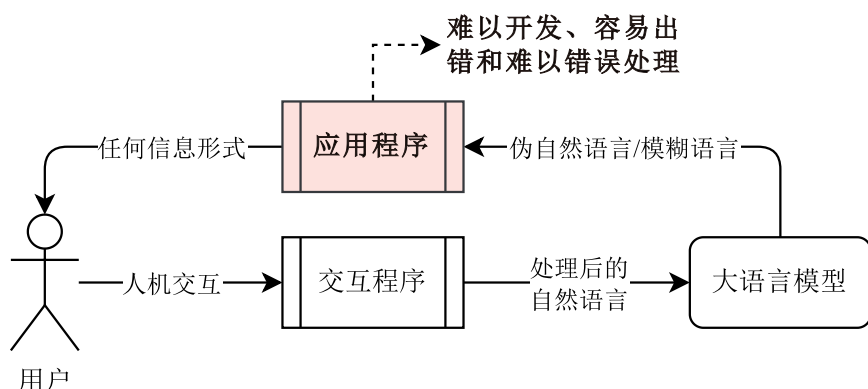 难以开发、容易出
错和难以错误处理
任何信息形式
应用程序
伪自然语言/模糊语言
人机交互
交互程序
处理后的
自然语言
大语言模型
用户